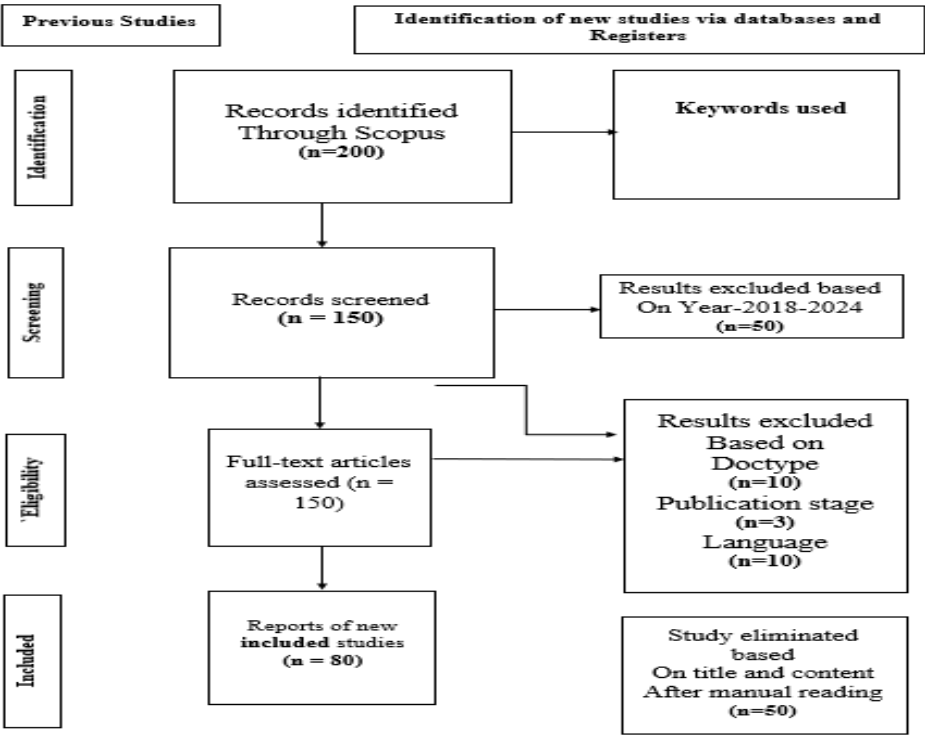 Previous Studies
Identification of new studies via databases and
Registers
Identification
Records identified
Through Scopus
(n=200)
Keywords used
Screening
Records screened
(n = 150)
Results excluded based
On Year-2018-2024
(n=50)
`Eligibility
Full-text articles
assessed (n =
150)
Results excluded
Based on
Doctype
(n=10)
Publication stage
(n=3)
Language
(n=10)
Included
Reports of new
included studies
(n = 80)
Study eliminated
based
On title and content
After manual reading
(n=50)